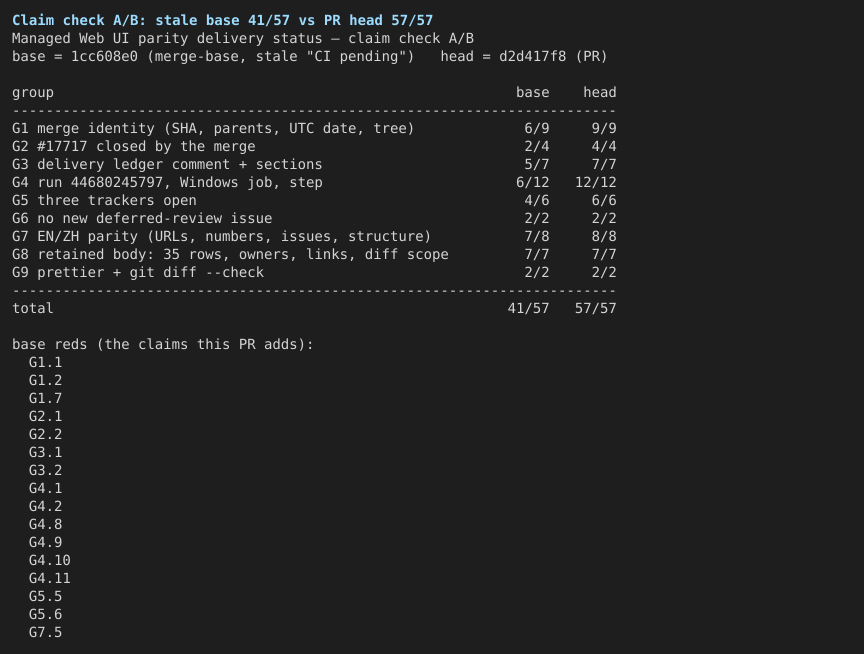 Claim check A/B: stale base 41/57 vs PR head 57/57
Managed Web UI parity delivery status — claim check A/B
base = 1cc608e0 (merge-base, stale "CI pending")   head = d2d417f8 (PR)
group                                                       base    head
------------------------------------------------------------------------
G1 merge identity (SHA, parents, UTC date, tree)             6/9     9/9
G2 #17717 closed by the merge                                2/4     4/4
G3 delivery ledger comment + sections                        5/7     7/7
G4 run 44680245797, Windows job, step                       6/12   12/12
G5 three trackers open                                       4/6     6/6
G6 no new deferred-review issue                              2/2     2/2
G7 EN/ZH parity (URLs, numbers, issues, structure)           7/8     8/8
G8 retained body: 35 rows, owners, links, diff scope         7/7     7/7
G9 prettier + git diff --check                               2/2     2/2
------------------------------------------------------------------------
total                                                      41/57   57/57
base reds (the claims this PR adds):
G1.1
G1.2
G1.7
G2.1
G2.2
G3.1
G3.2
G4.1
G4.2
G4.8
G4.9
G4.10
G4.11
G5.5
G5.6
G7.5